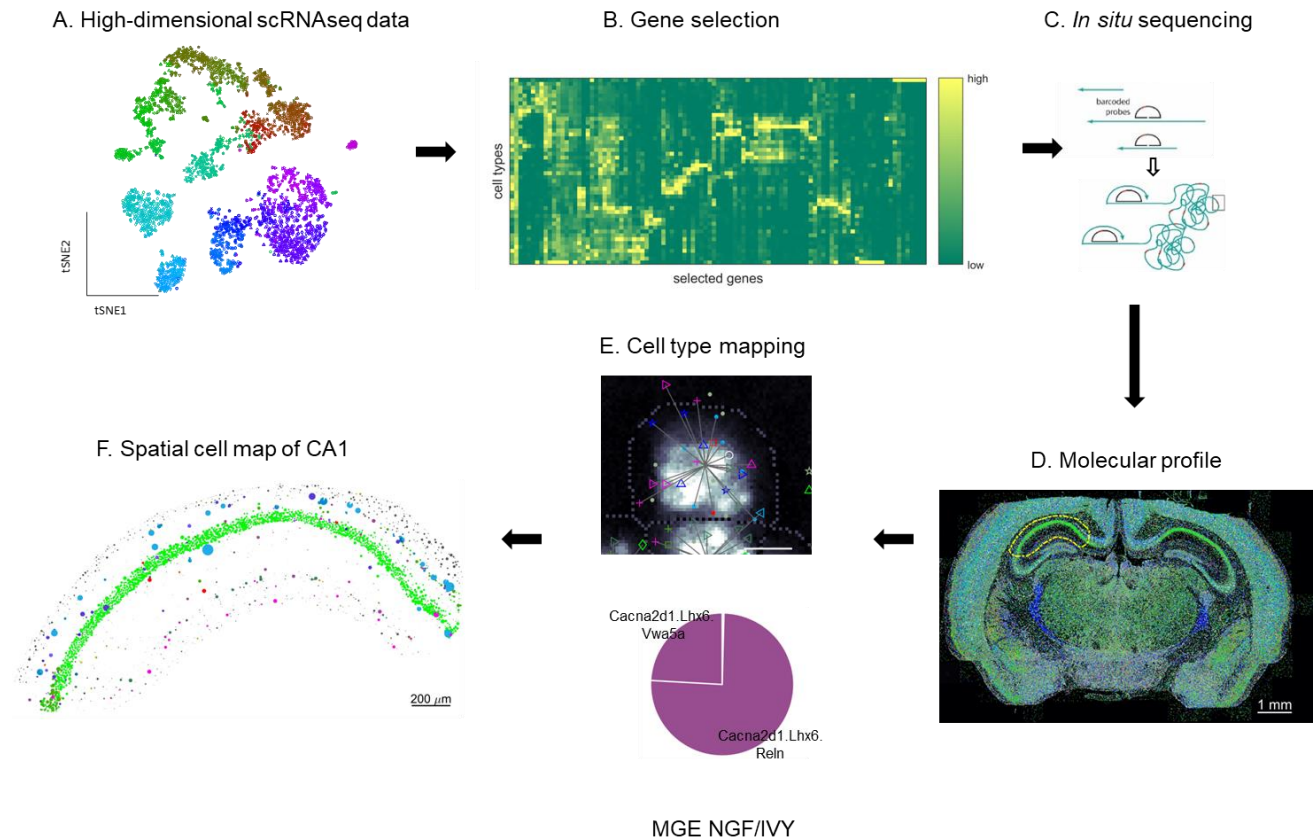 A. High-dimensional scRNAseq data
B. Gene selection
C. In situ sequencing
tSNE2
tSNE1
cell types
selected genes
high
low
barcoded
probes
E. Cell type mapping
F. Spatial cell map of CA1
D. Molecular profile
200 μm
Cacna2d1.Lhx6.
Vwa5a
Cacna2d1.Lhx6.
Reln
1 mm
MGE NGF/IVY